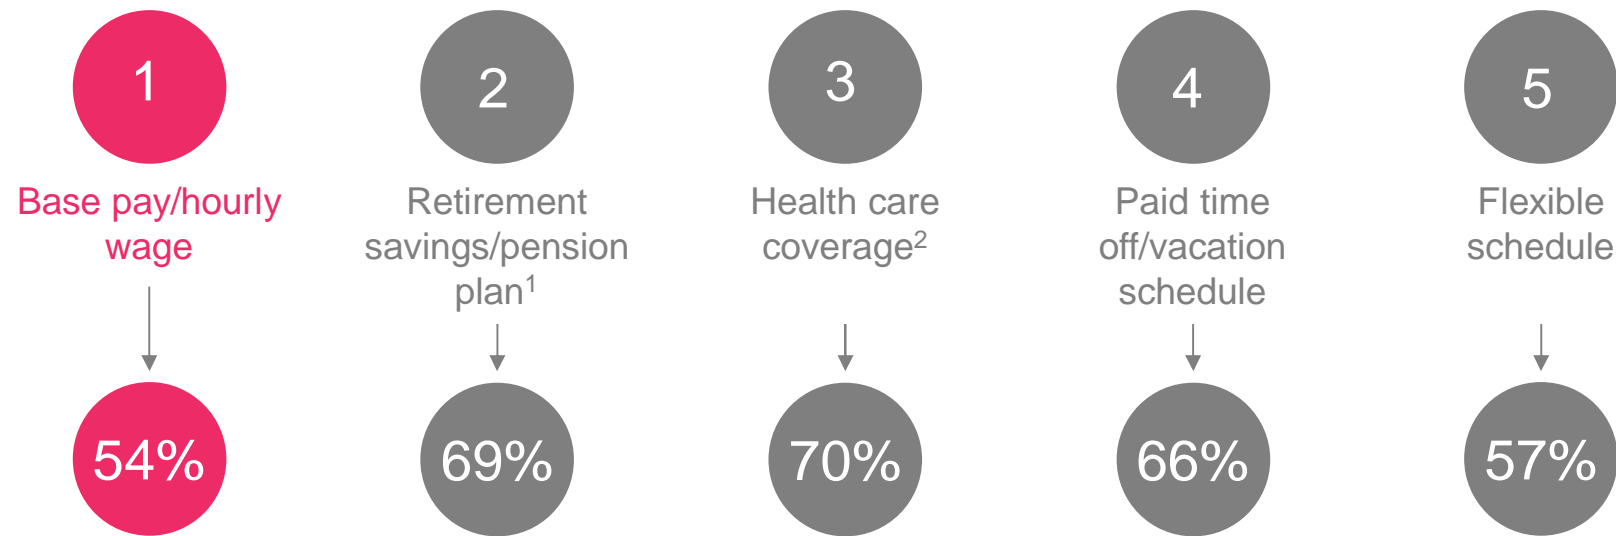 1
2
3
4
5
Base pay/hourly
wage
Retirement
savings/pension
plan1
Health care
coverage2
Paid time
off/vacation
schedule
Flexible
schedule
54%
69%
70%
66%
57%